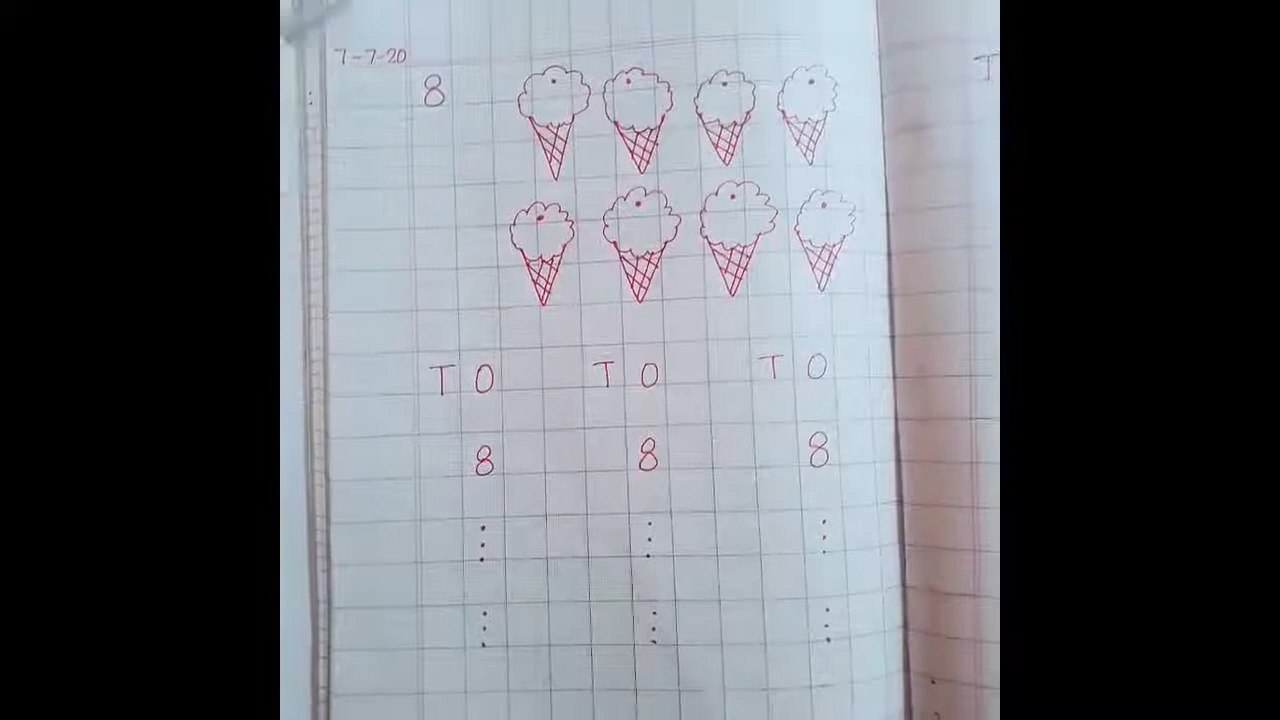 7-7-20
8
T O T O T O
8 8 8
T